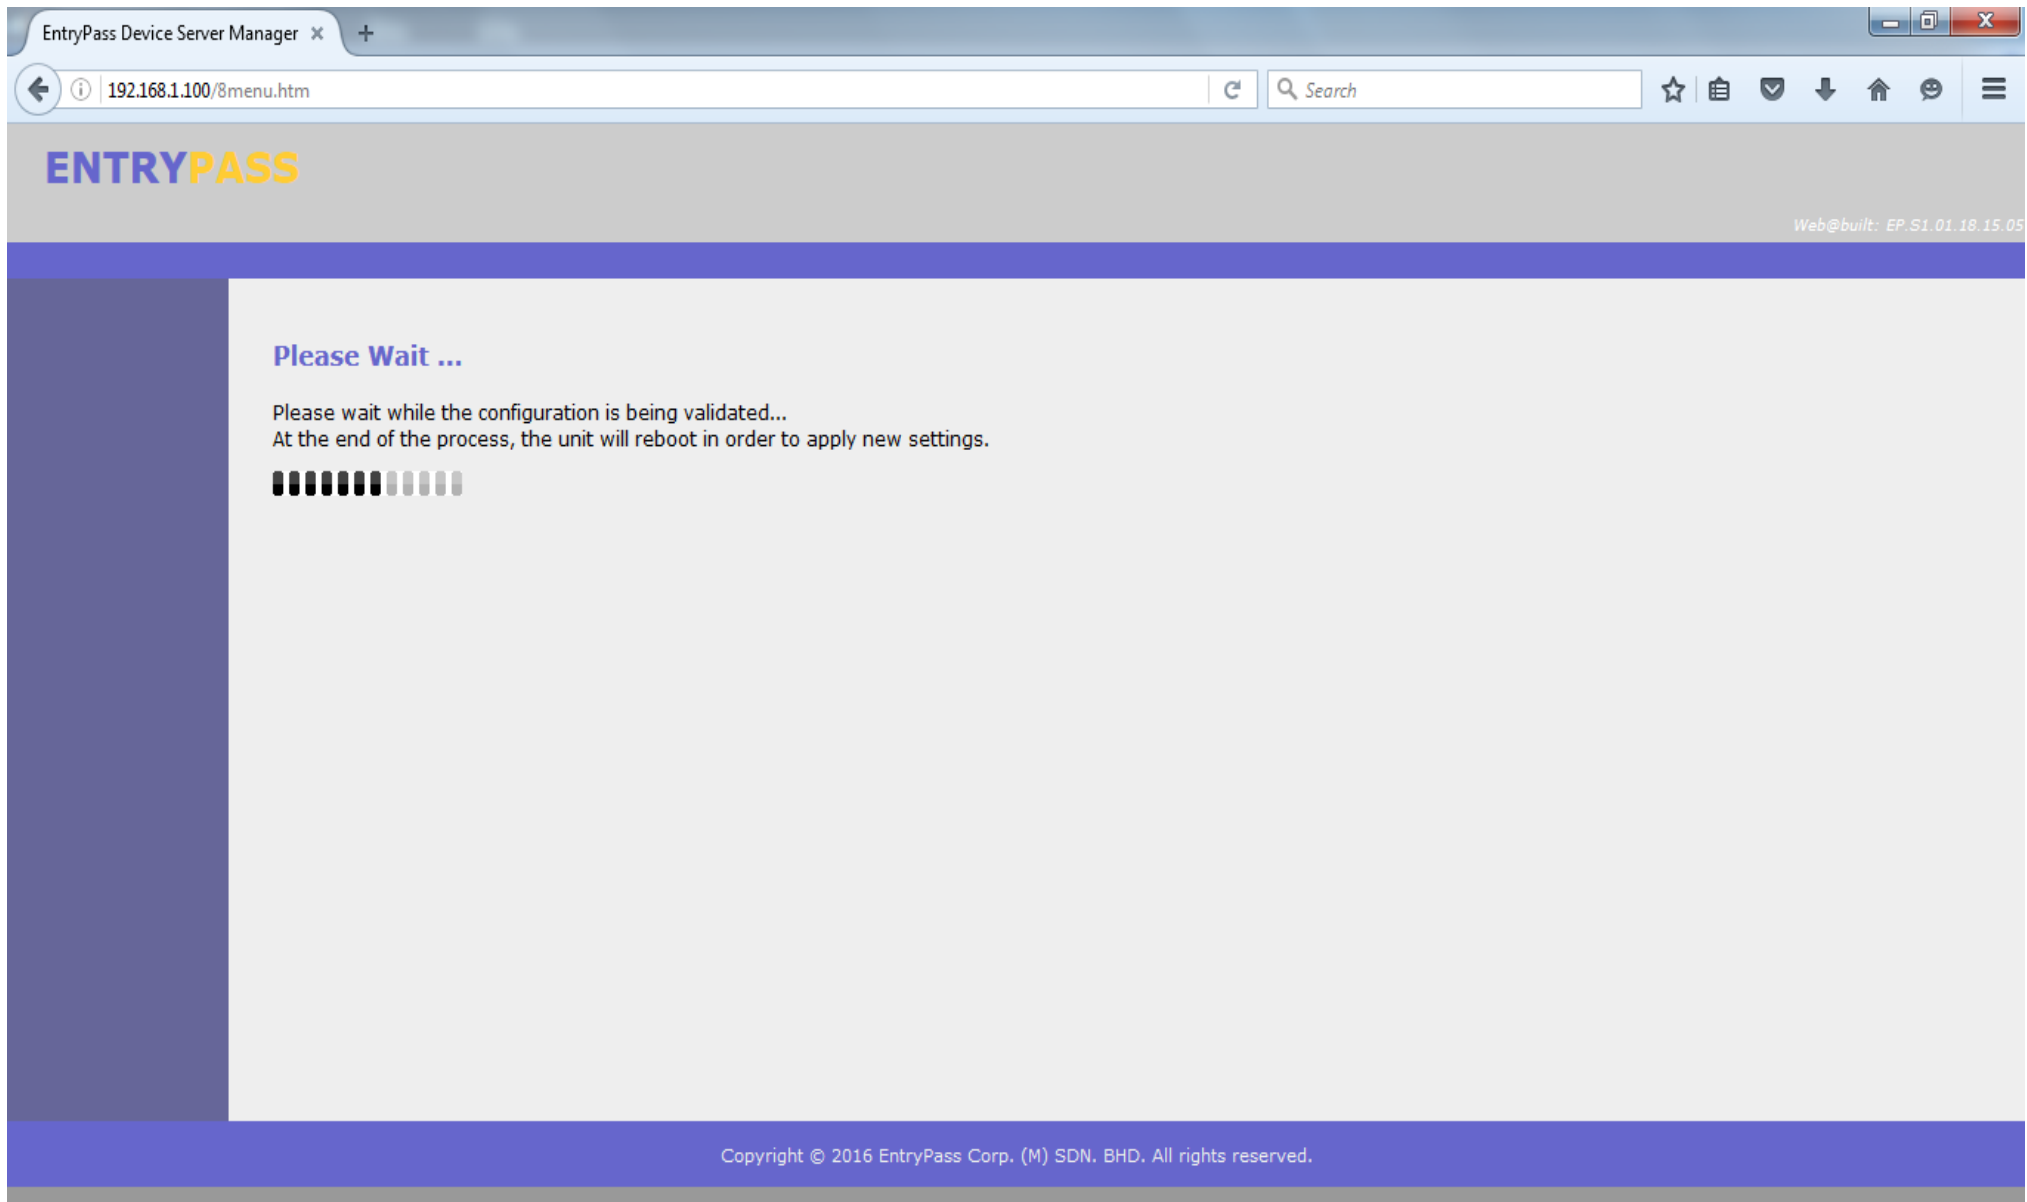 EntryPass Device Server Manager
192.168.1.100/8menu.htm
Search
ENTRYPASS
Web@built: EP.S1.01.18.15.05
Please Wait ...
Please wait while the configuration is being validated...
At the end of the process, the unit will reboot in order to apply new settings.
Copyright © 2016 EntryPass Corp. (M) SDN. BHD. All rights reserved.